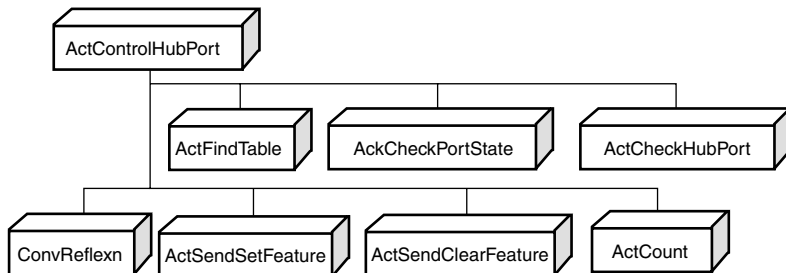 ActControlHubPort
ActFindTable
AckCheckPortState
ActCheckHubPort
ConvReflexn
ActSendSetFeature
ActSendClearFeature
ActCount